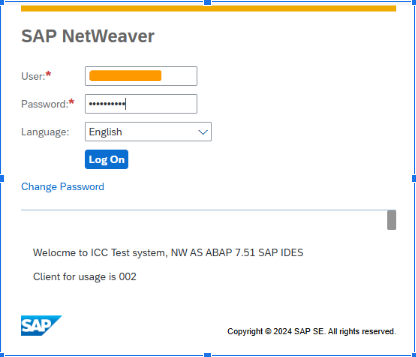 SAP NetWeaver
User:*
Password:* ••••••••••
Language: English
Log On
Change Password
Welocme to ICC Test system, NW AS ABAP 7.51 SAP IDES
Client for usage is 002
SAP
Copyright © 2024 SAP SE. All rights reserved.